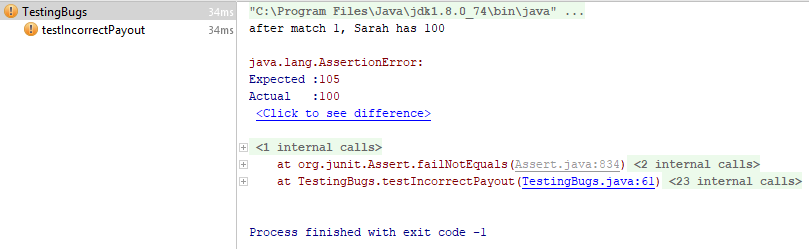 TestingBugs 34ms
testIncorrectPayout 34ms
"C:\Program Files\Java\jdk1.8.0_74\bin\java" ...
after match 1, Sarah has 100
java.lang.AssertionError:
Expected :105
Actual   :100
<Click to see difference>
<1 internal calls>
at org.junit.Assert.failNotEquals(Assert.java:834) <2 internal calls>
at TestingBugs.testIncorrectPayout(TestingBugs.java:61) <23 internal calls>
Process finished with exit code -1